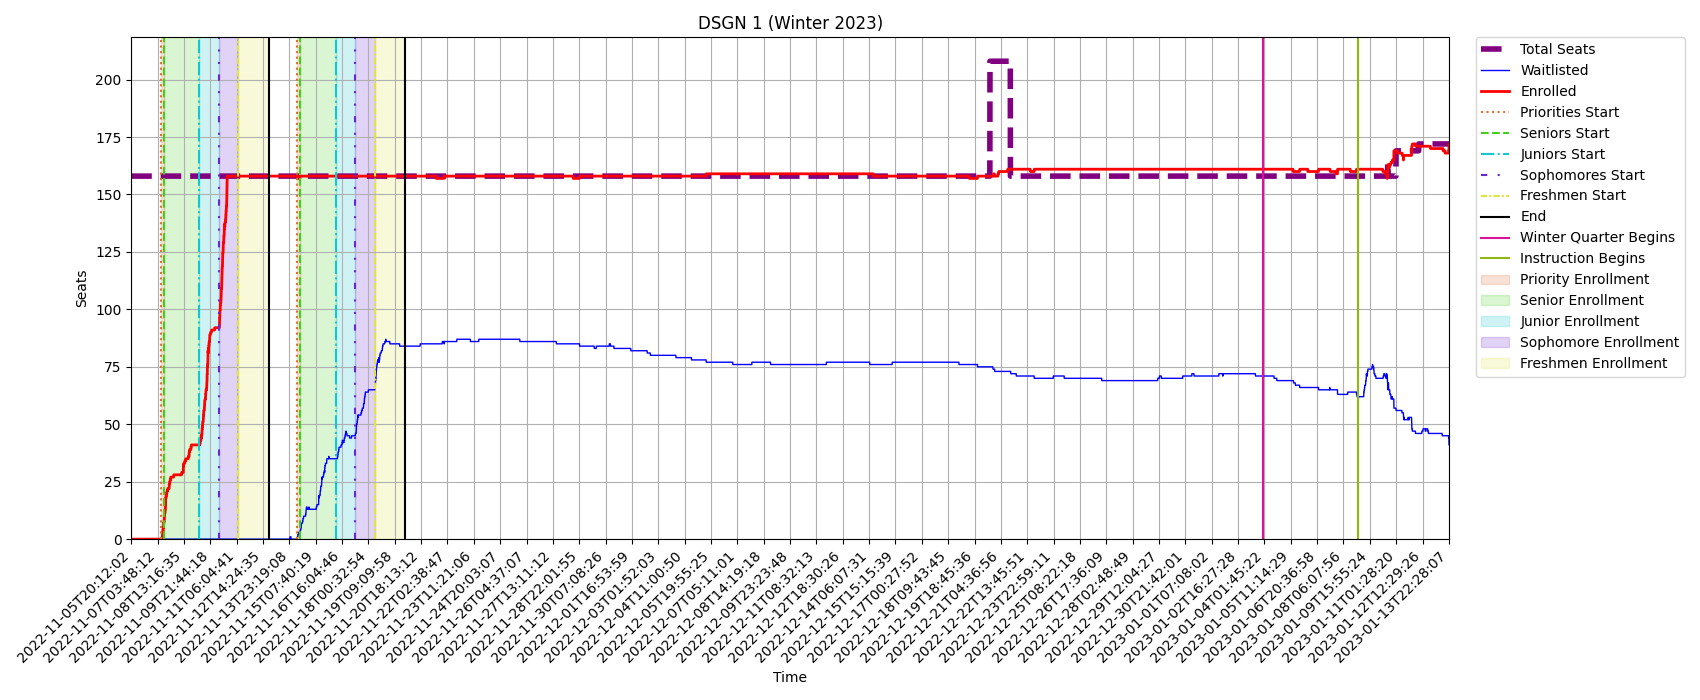 DSGN 1 (Winter 2023)
Seats
200
175
150
125
100
75
50
25
0
2022-11-05T20:12:02
2022-11-07T03:48:12
2022-11-08T13:16:35
2022-11-09T21:44:18
2022-11-11T06:04:41
2022-11-12T14:24:35
2022-11-13T23:19:08
2022-11-15T07:40:19
2022-11-16T16:04:46
2022-11-18T00:32:54
2022-11-19T09:09:58
2022-11-20T18:13:12
2022-11-22T02:38:47
2022-11-23T11:21:06
2022-11-24T20:03:07
2022-11-26T04:37:07
2022-11-27T13:11:12
2022-11-28T22:01:55
2022-11-30T07:08:26
2022-12-01T16:53:59
2022-12-03T01:52:03
2022-12-04T11:00:50
2022-12-05T19:55:25
2022-12-07T05:11:01
2022-12-08T14:19:18
2022-12-09T23:23:48
2022-12-11T08:32:13
2022-12-12T18:30:26
2022-12-14T06:07:31
2022-12-15T15:15:39
2022-12-17T00:27:52
2022-12-18T09:43:45
2022-12-19T18:45:36
2022-12-21T04:36:56
2022-12-22T13:45:51
2022-12-23T22:59:11
2022-12-25T08:22:18
2022-12-26T17:36:09
2022-12-28T02:48:49
2022-12-29T12:04:27
2022-12-30T21:42:01
2023-01-01T07:08:02
2023-01-02T16:27:28
2023-01-04T01:45:22
2023-01-05T11:14:29
2023-01-06T20:36:58
2023-01-08T06:07:56
2023-01-09T15:55:24
2023-01-11T01:28:20
2023-01-12T12:29:26
2023-01-13T22:28:07
Time
Total Seats
Waitlisted
Enrolled
Priorities Start
Seniors Start
Juniors Start
Sophomores Start
Freshmen Start
End
Winter Quarter Begins
Instruction Begins
Priority Enrollment
Senior Enrollment
Junior Enrollment
Sophomore Enrollment
Freshmen Enrollment